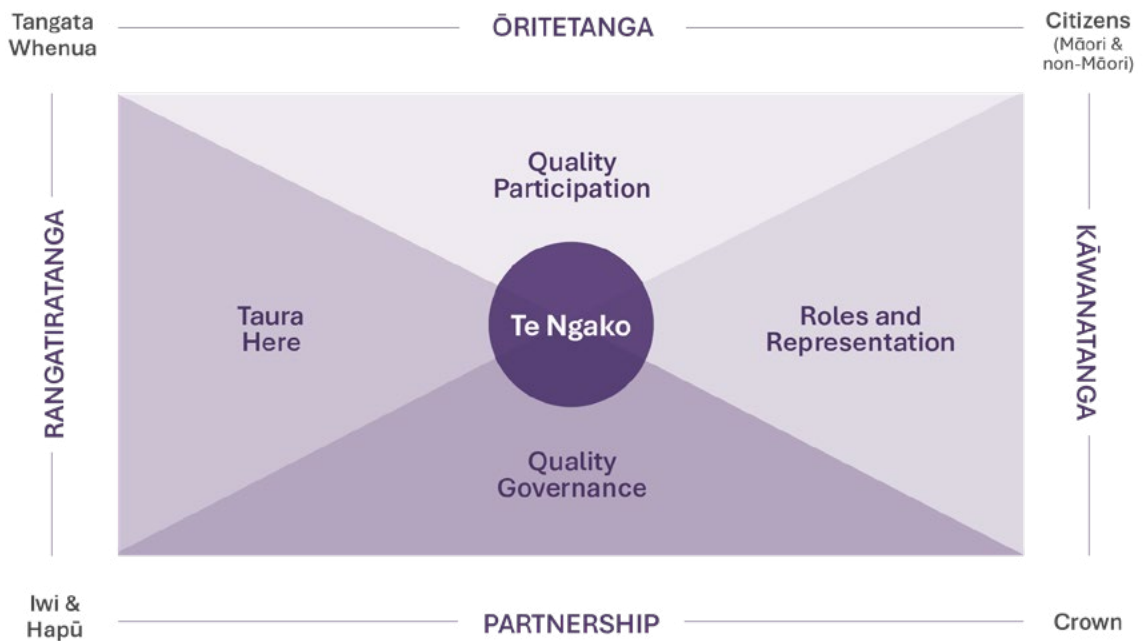 Tangata
Whenua
ŌRITETANGA
Citizens
(Māori &
non-Māori)
Quality
Participation
RANGATIRATANGA
Taura
Here
Te Ngako
Roles and
Representation
KĀWANATANGA
Quality
Governance
Iwi &
Hapū
PARTNERSHIP
Crown